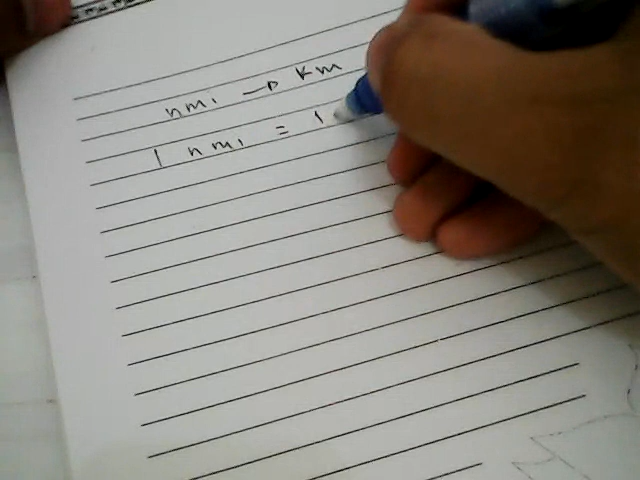 nmi → km
1 nmi = 1